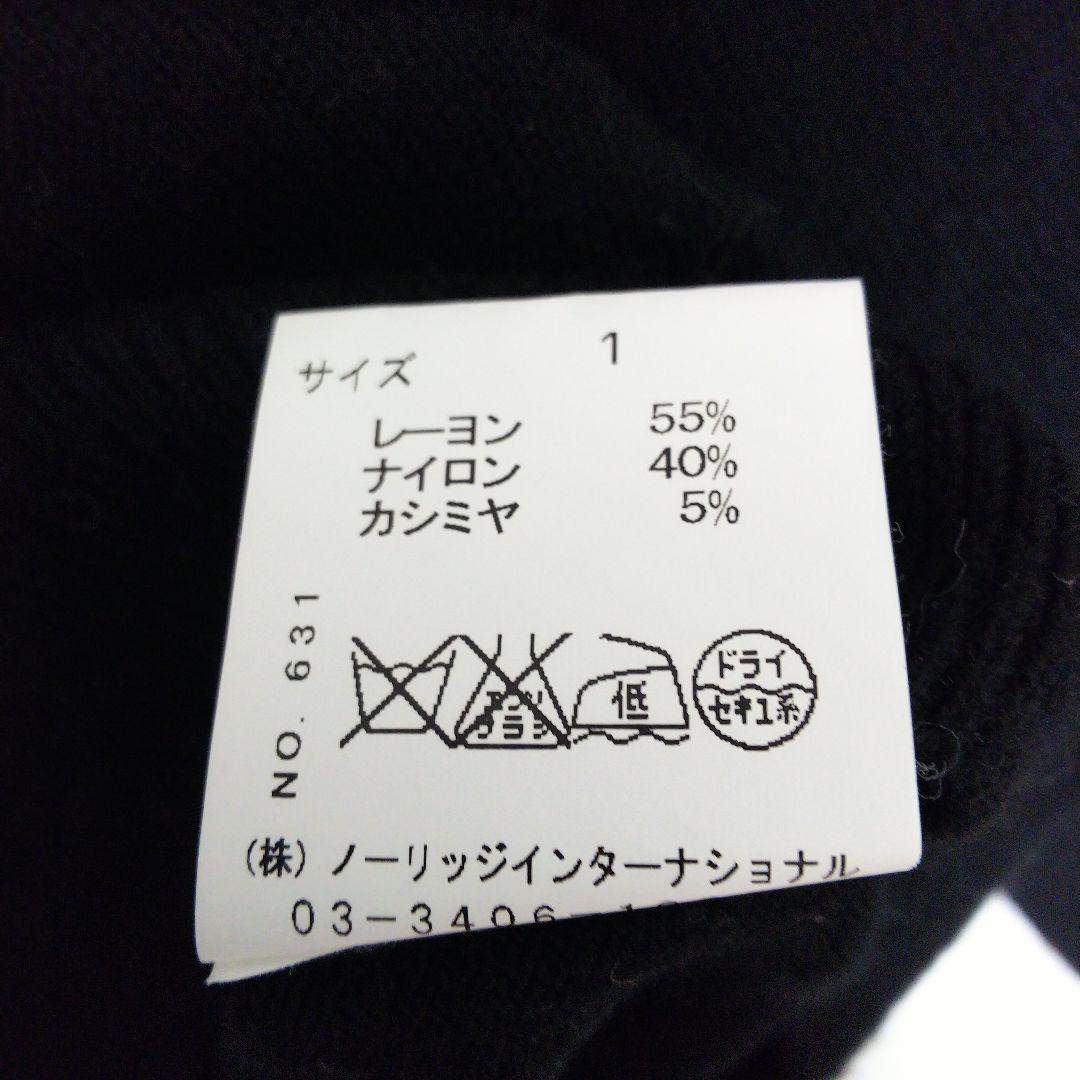 サイズ 1
レーヨン 55%
ナイロン 40%
カシミヤ 5%
NO. 631
低
ドライ
セキユ系
(株) ノーリッジインターナショナル
03-3406-